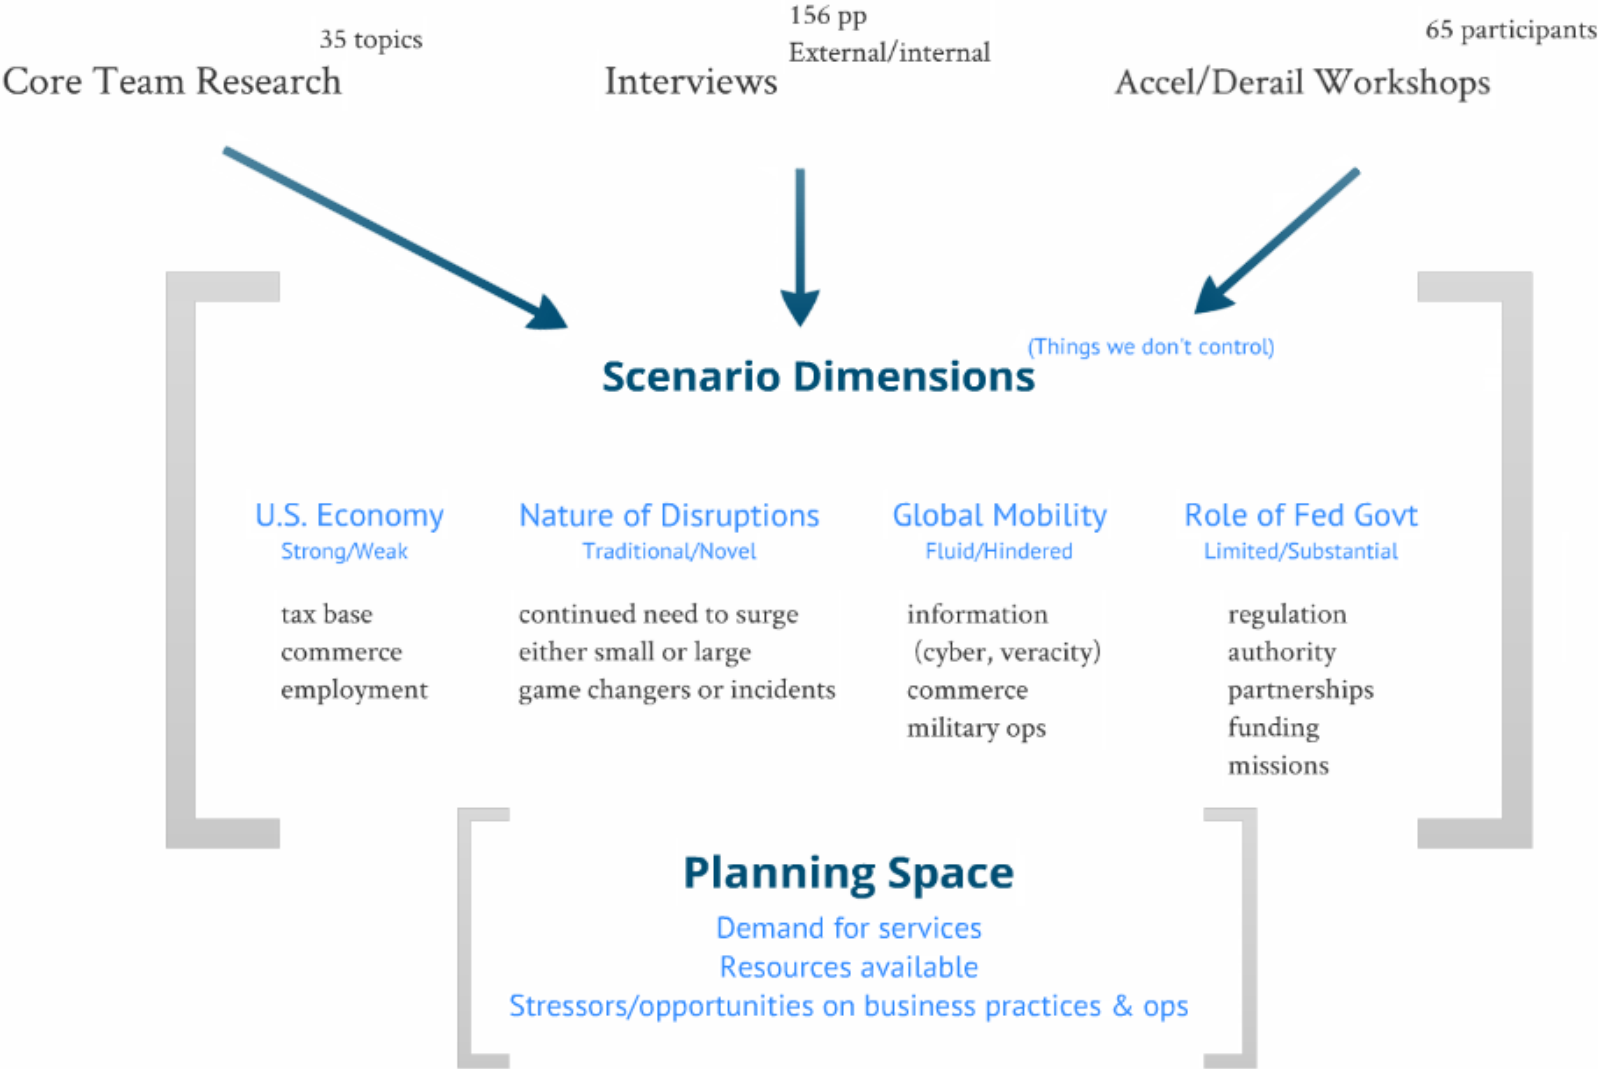 35 topics
Core Team Research
156 pp
External/internal
Interviews
65 participants
Accel/Derail Workshops
(Things we don't control)
Scenario Dimensions
U.S. Economy
Strong/Weak
tax base
commerce
employment
Nature of Disruptions
Traditional/Novel
continued need to surge
either small or large
game changers or incidents
Global Mobility
Fluid/Hindered
information
(cyber, veracity)
commerce
military ops
Role of Fed Govt
Limited/Substantial
regulation
authority
partnerships
funding
missions
Planning Space
Demand for services
Resources available
Stressors/opportunities on business practices & ops